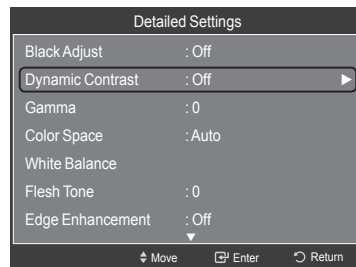 Detailed Settings
Black Adjust : Off
Dynamic Contrast : Off
Gamma : 0
Color Space : Auto
White Balance
Flesh Tone : 0
Edge Enhancement : Off
Move Enter Return